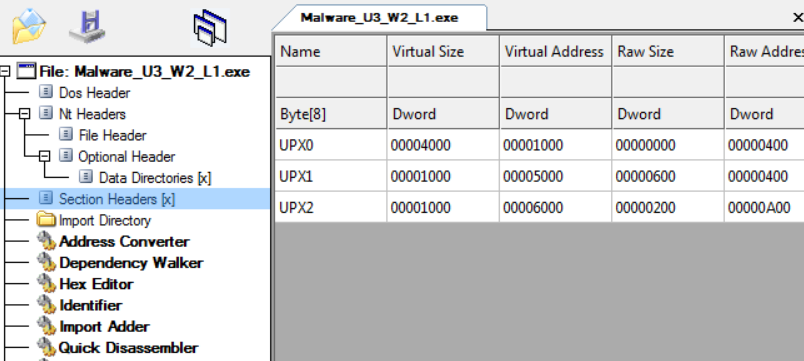 Malware_U3_W2_L1.exe
File: Malware_U3_W2_L1.exe
Dos Header
Nt Headers
File Header
Optional Header
Data Directories [x]
Section Headers [x]
Import Directory
Address Converter
Dependency Walker
Hex Editor
Identifier
Import Adder
Quick Disassembler
Name Virtual Size Virtual Address Raw Size Raw Addres
Byte[8] Dword Dword Dword Dword
UPX0 00004000 00001000 00000000 00000400
UPX1 00001000 00005000 00000600 00000400
UPX2 00001000 00006000 00000200 00000A00